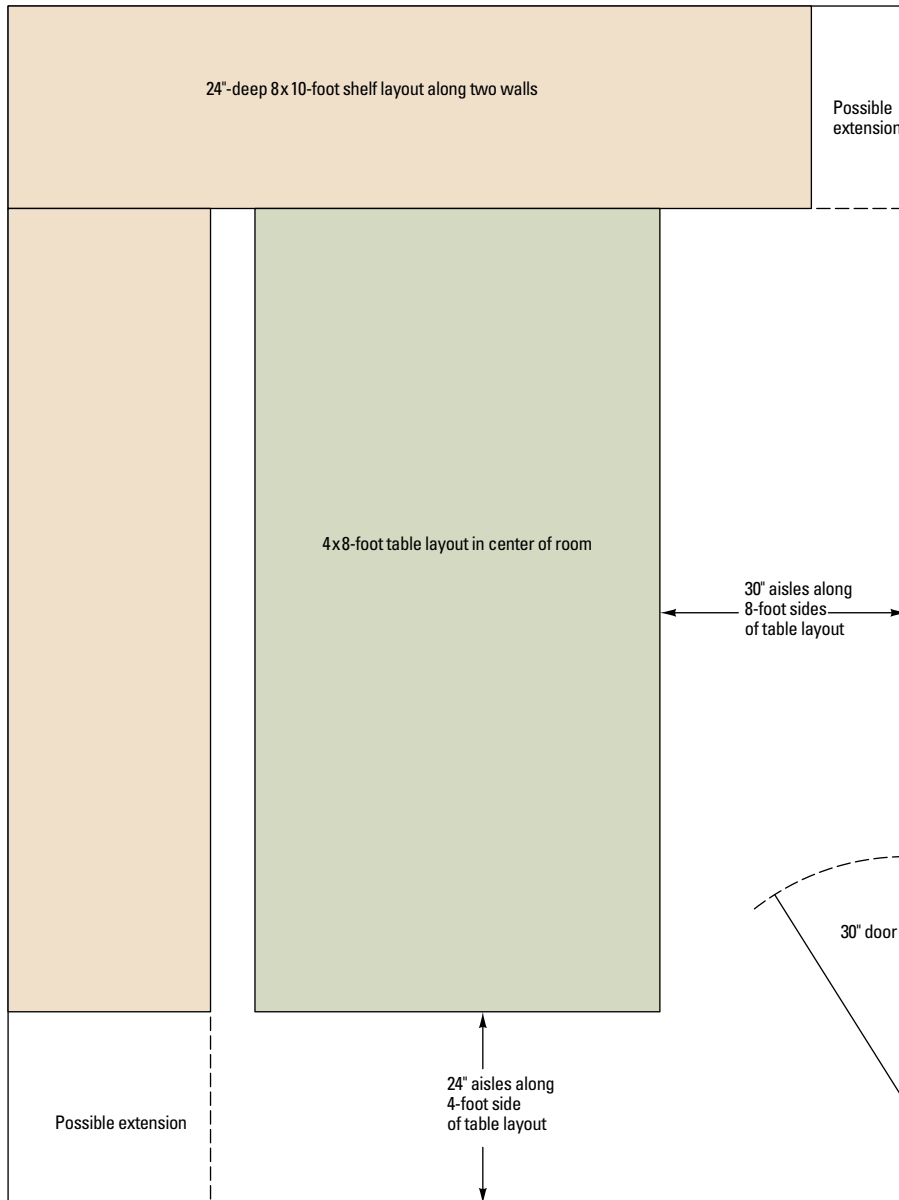 24"-deep 8x10-foot shelf layout along two walls
Possible
extension
4x8-foot table layout in center of room
30" aisles along
8-foot sides
of table layout
30" door
24" aisles along
4-foot side
of table layout
Possible extension